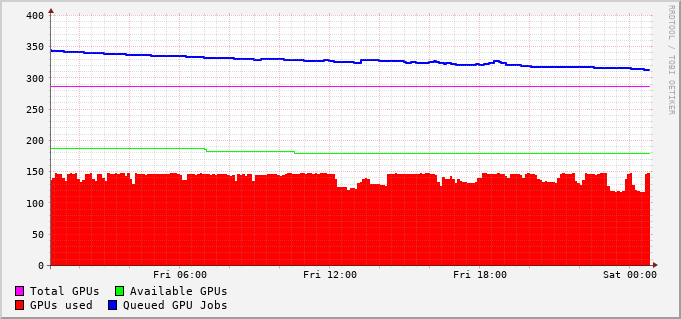 400
350
300
250
200
150
100
50
0
Fri 06:00 Fri 12:00 Fri 18:00 Sat 00:00
Total GPUs Available GPUs
GPUs used Queued GPU Jobs
RRDTOOL / TOBI OETIKER